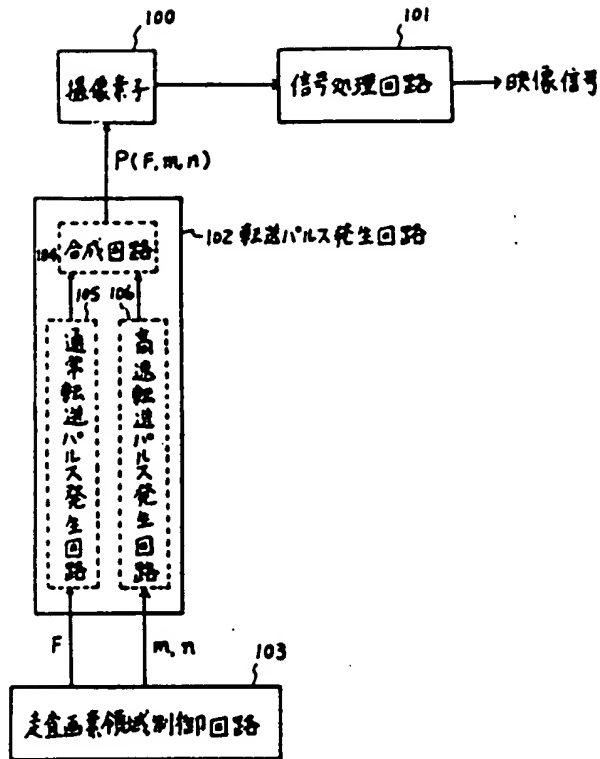 100
101
撮像素子
信号処理回路
映像信号
P(F,m,n)
102 転送パルス発生回路
104
合成回路
105
106
通常転送パルス発生回路
高速転送パルス発生回路
F
m,n
103
走査画素領域制御回路